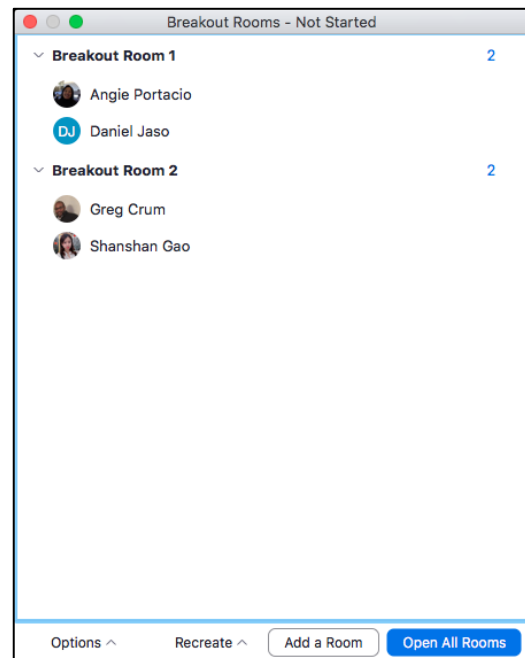 Breakout Rooms - Not Started
Breakout Room 1 2
Angie Portacio
DJ Daniel Jaso
Breakout Room 2 2
Greg Crum
Shanshan Gao
Options Recreate Add a Room Open All Rooms